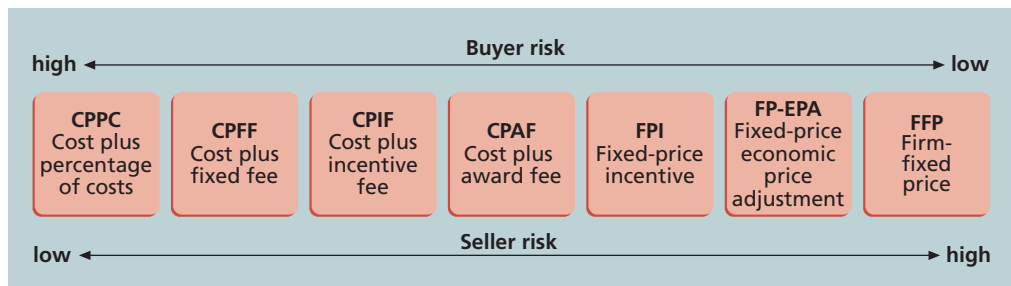 Buyer risk
high
low
CPPC
Cost plus
percentage
of costs
CPFF
Cost plus
fixed fee
CPIF
Cost plus
incentive
fee
CPAF
Cost plus
award fee
FPI
Fixed-price
incentive
FP-EPA
Fixed-price
economic
price
adjustment
FFP
Firm-
fixed
price
Seller risk
low
high